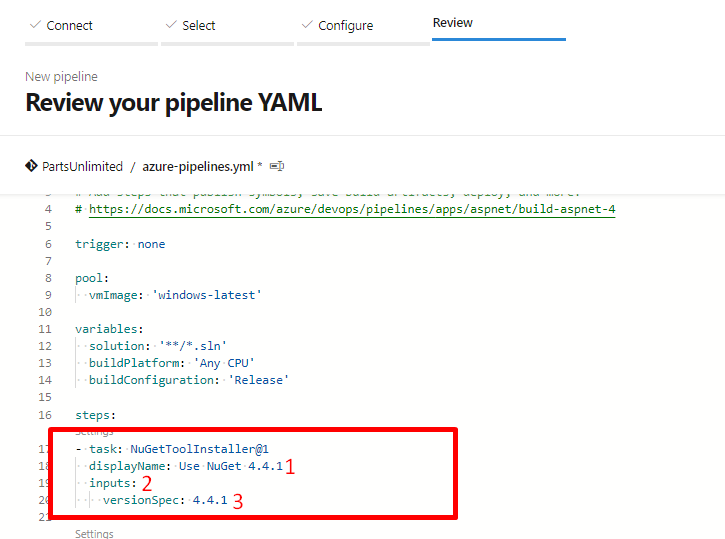 Connect Select Configure Review
New pipeline
Review your pipeline YAML
PartsUnlimited / azure-pipelines.yml *
3 # Add steps that publish symbols, save build artifacts, deploy, and more:
4 # https://docs.microsoft.com/azure/devops/pipelines/apps/aspnet/build-aspnet-4
5
6 trigger: none
7
8 pool:
9 vmImage: 'windows-latest'
10
11 variables:
12 solution: '**/*.sln'
13 buildPlatform: 'Any CPU'
14 buildConfiguration: 'Release'
15
16 steps:
Settings
17 - task: NuGetToolInstaller@1
18 displayName: Use NuGet 4.4.1 1
19 inputs: 2
20 versionSpec: 4.4.1 3
21
Settings